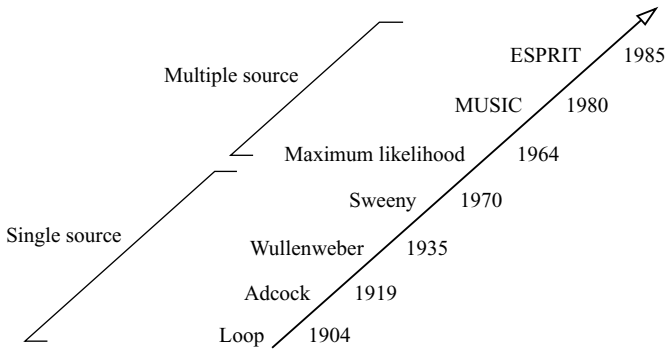 ESPRIT 1985
Multiple source
MUSIC 1980
Maximum likelihood 1964
Sweeny 1970
Single source
Wullenweber 1935
Adcock 1919
Loop 1904